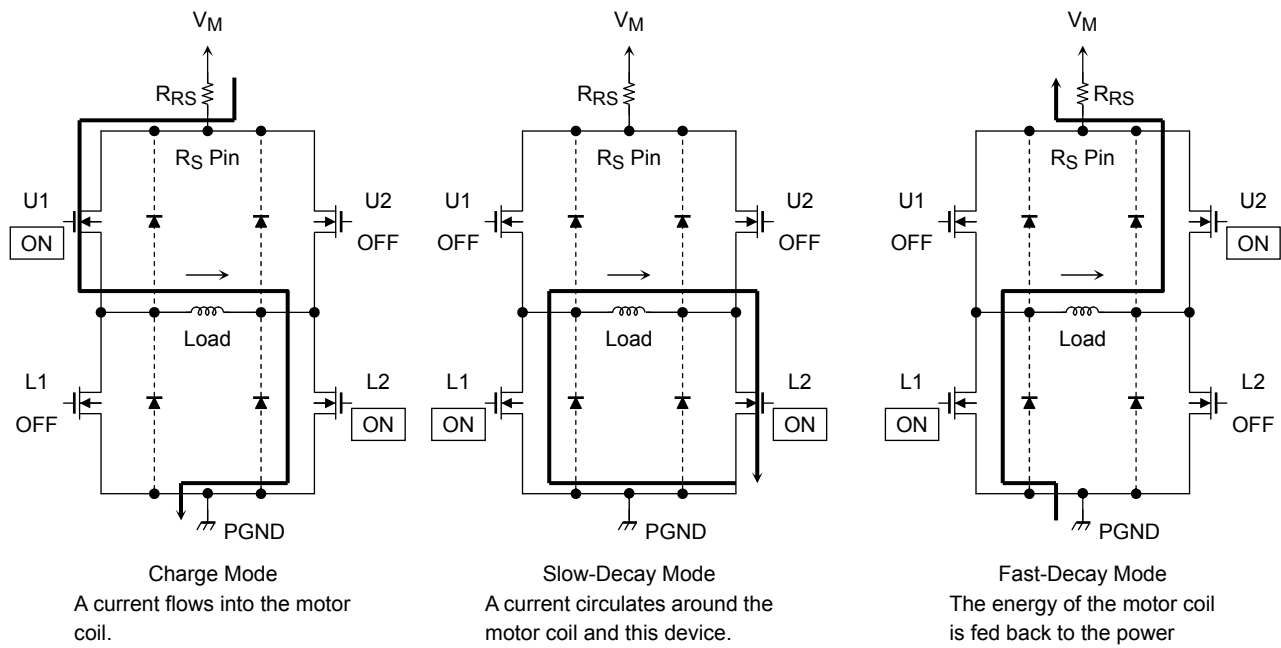 VM
RRS
RS Pin
U1
ON
U2
OFF
Load
L1
OFF
L2
ON
PGND
Charge Mode
A current flows into the motor
coil.
VM
RRS
RS Pin
U1
OFF
U2
OFF
Load
L1
ON
L2
ON
PGND
Slow-Decay Mode
A current circulates around the
motor coil and this device.
VM
RRS
RS Pin
U1
OFF
U2
ON
Load
L1
ON
L2
OFF
PGND
Fast-Decay Mode
The energy of the motor coil
is fed back to the power